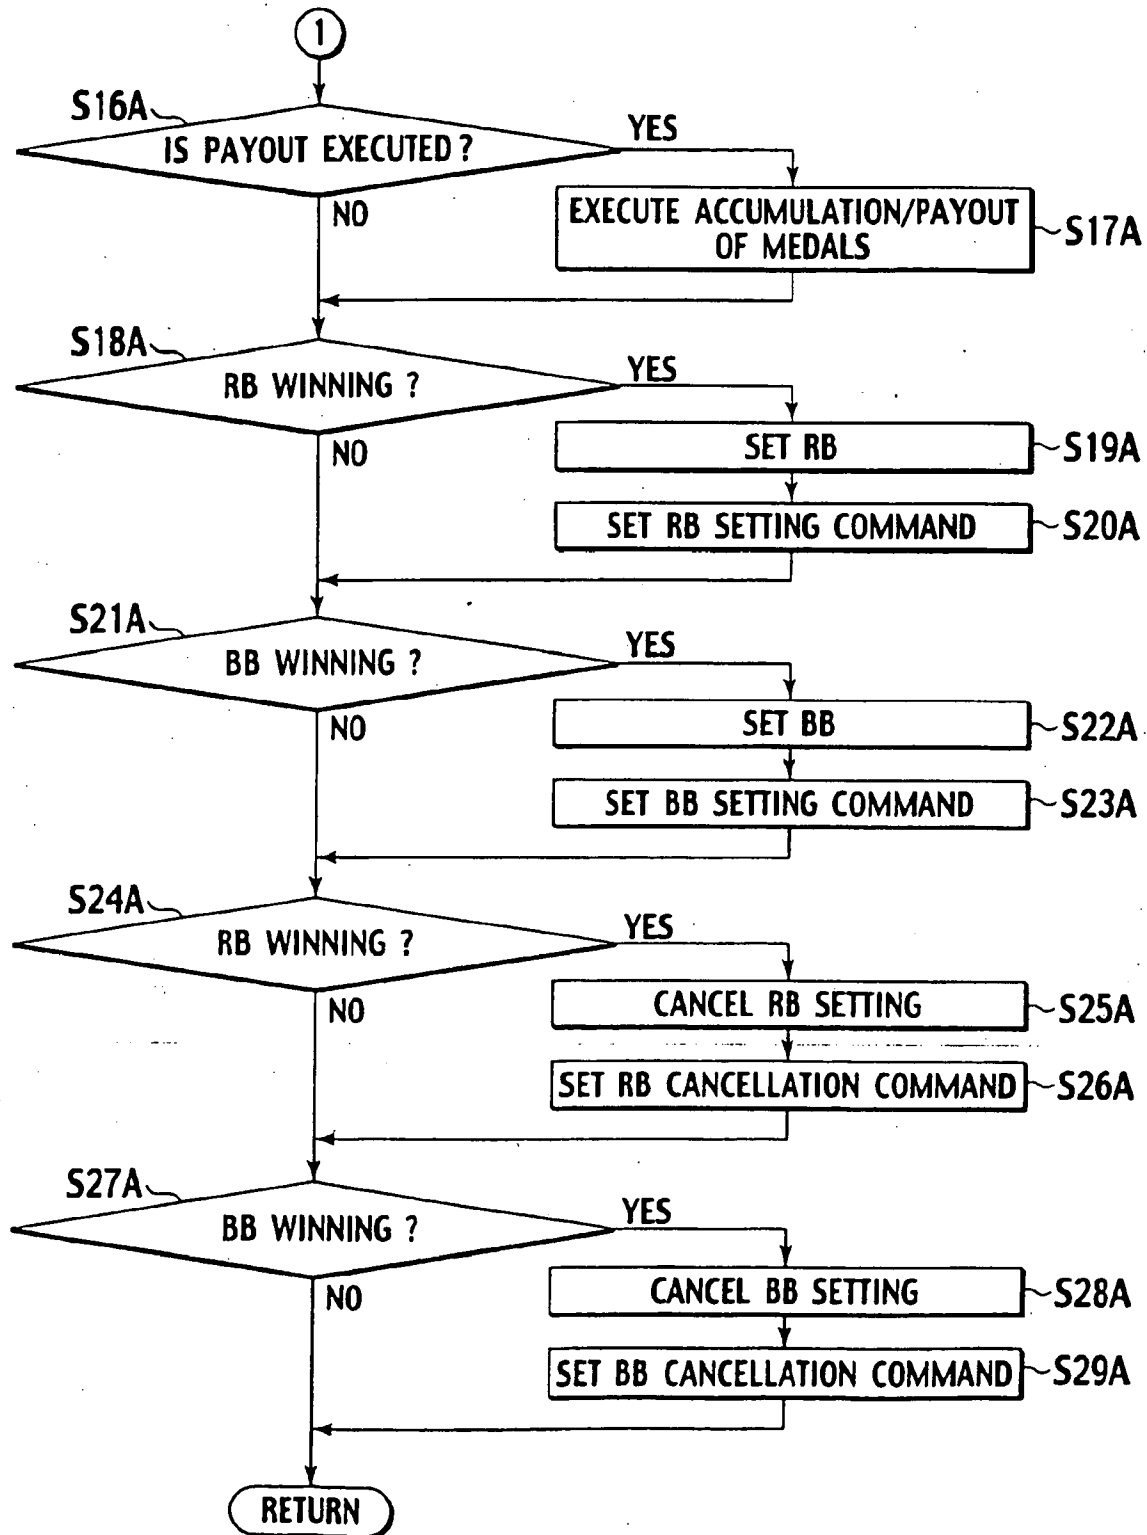 1
S16A
IS PAYOUT EXECUTED ?
YES
NO
EXECUTE ACCUMULATION/PAYOUT
OF MEDALS
S17A
S18A
RB WINNING ?
YES
NO
SET RB
S19A
SET RB SETTING COMMAND
S20A
S21A
BB WINNING ?
YES
NO
SET BB
S22A
SET BB SETTING COMMAND
S23A
S24A
RB WINNING ?
YES
NO
CANCEL RB SETTING
S25A
SET RB CANCELLATION COMMAND
S26A
S27A
BB WINNING ?
YES
NO
CANCEL BB SETTING
S28A
SET BB CANCELLATION COMMAND
S29A
RETURN